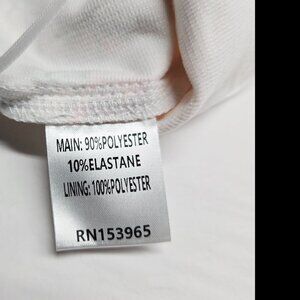 MAIN: 90%POLYESTER
10%ELASTANE
LINING: 100%POLYESTER
RN153965